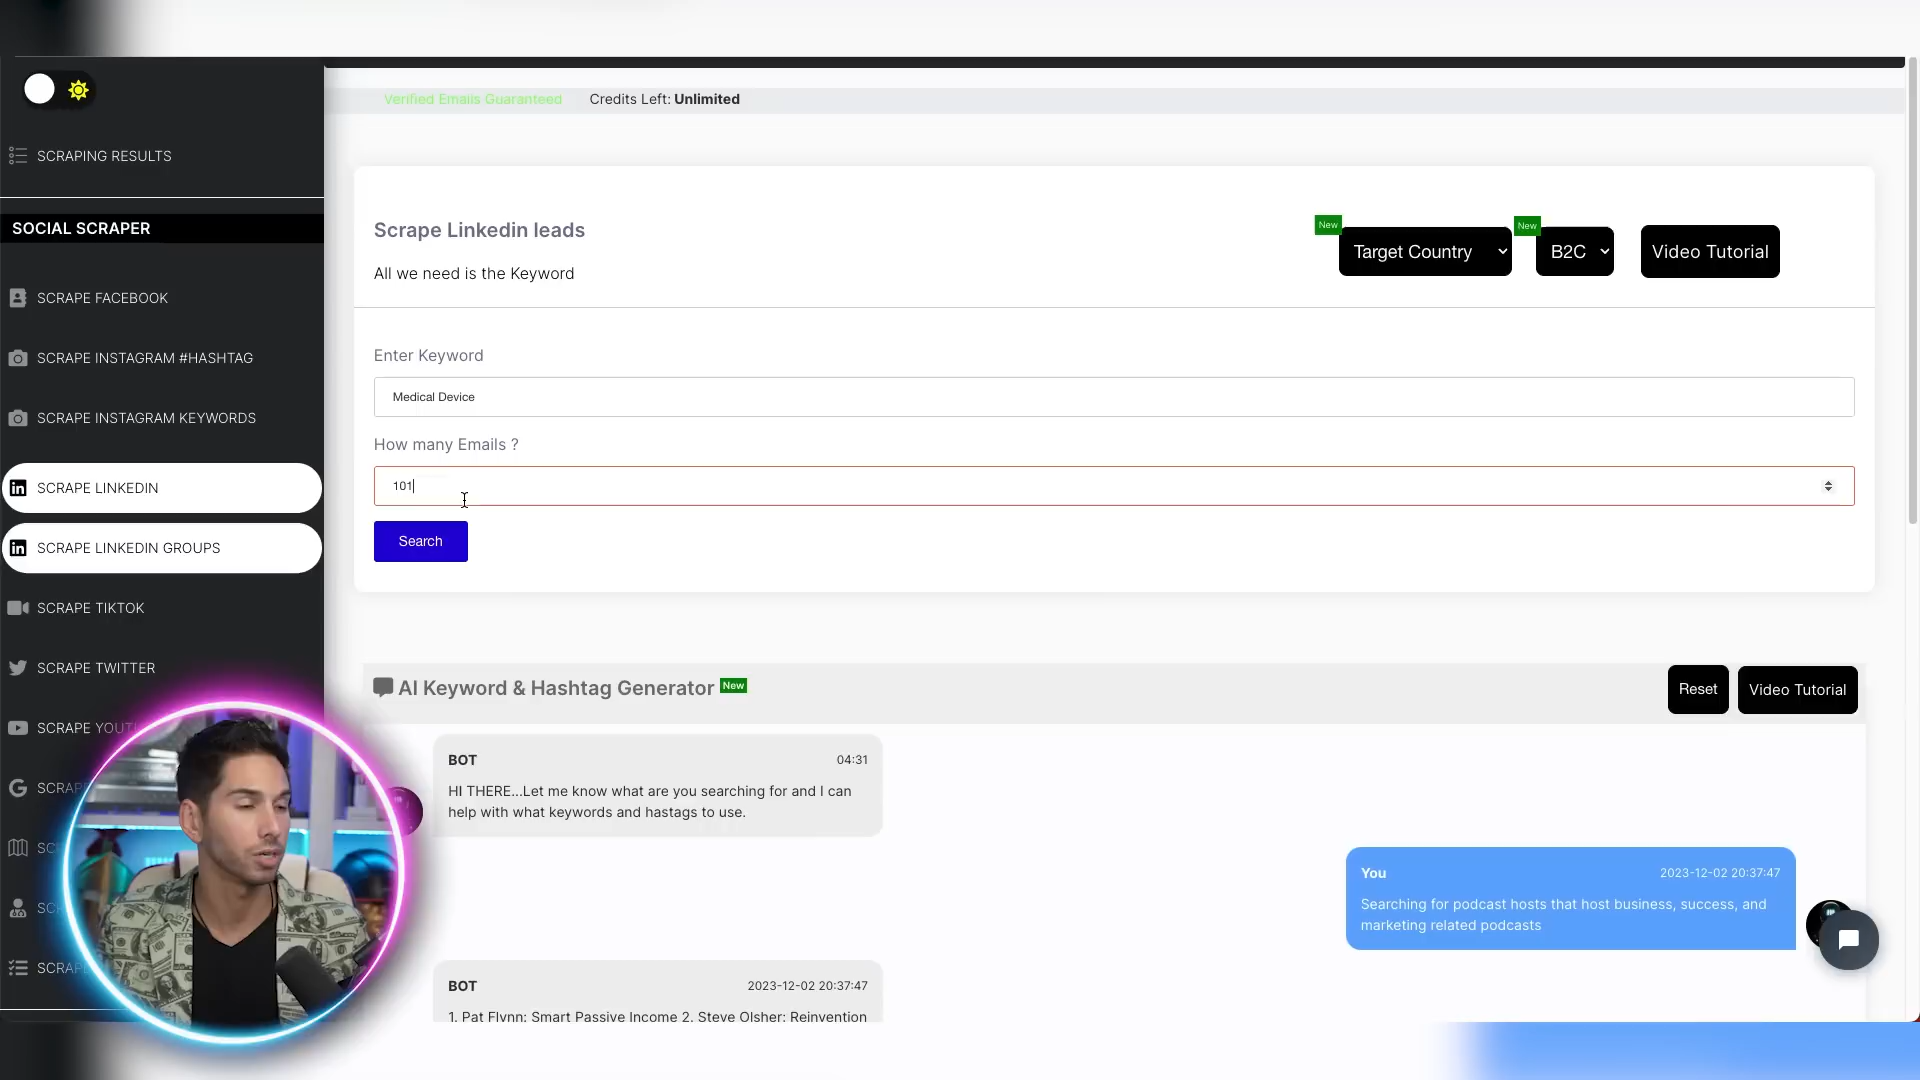 Verified Emails Guaranteed
Credits Left: Unlimited
SCRAPING RESULTS
SOCIAL SCRAPER
SCRAPE FACEBOOK
SCRAPE INSTAGRAM #HASHTAG
SCRAPE INSTAGRAM KEYWORDS
SCRAPE LINKEDIN
SCRAPE LINKEDIN GROUPS
SCRAPE TIKTOK
SCRAPE TWITTER
SCRAPE
Scrape Linkedin leads
All we need is the Keyword
New
Target Country
New
B2C
Video Tutorial
Enter Keyword
Medical Device
How many Emails ?
101
Search
AI Keyword & Hashtag Generator
New
Reset
Video Tutorial
BOT
04:31
HI THERE...Let me know what are you searching for and I can
help with what keywords and hastags to use.
You
2023-12-02 20:37:47
Searching for podcast hosts that host business, success, and
marketing related podcasts
BOT
2023-12-02 20:37:47
1. Pat Flynn: Smart Passive Income 2. Steve Olsher: Reinvention